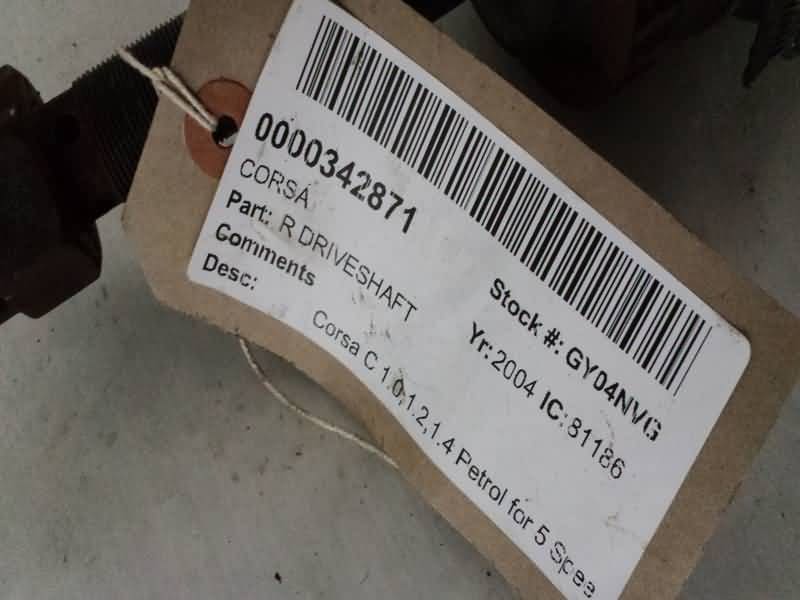 0000342871
CORSA
Stock #: GY04NVG
Part: R DRIVESHAFT
Yr: 2004 IC: 81186
Comments
Desc:
Corsa C 1.0,1.2,1.4 Petrol for 5 Spee